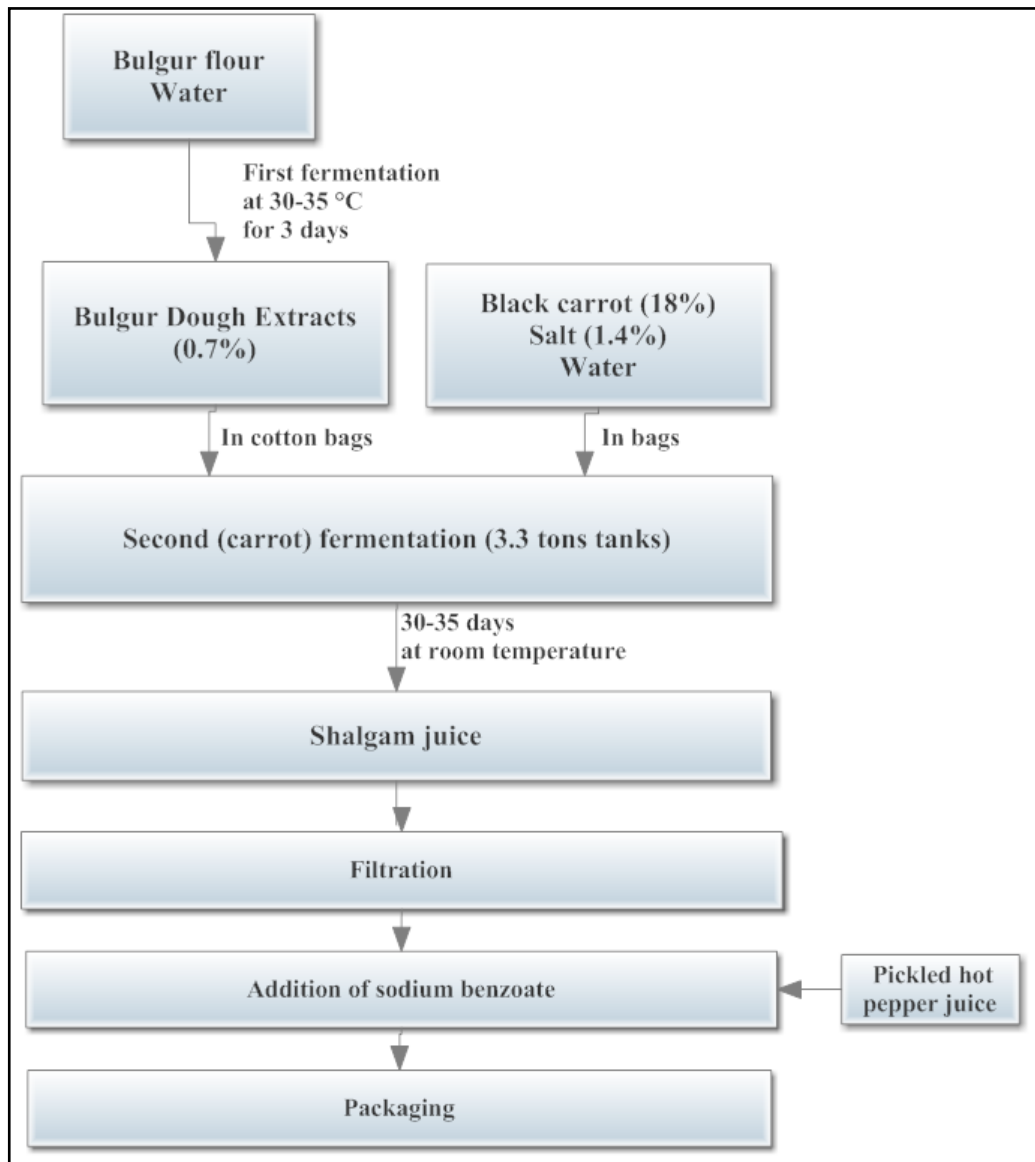 Bulgur flour
Water
First fermentation
at 30-35 °C
for 3 days
Bulgur Dough Extracts
(0.7%)
Black carrot (18%)
Salt (1.4%)
Water
In cotton bags
In bags
Second (carrot) fermentation (3.3 tons tanks)
30-35 days
at room temperature
Shalgam juice
Filtration
Addition of sodium benzoate
Pickled hot
pepper juice
Packaging